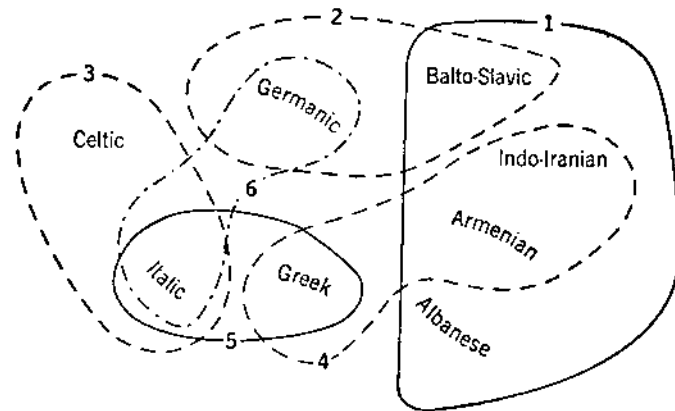 2
1
3
Germanic
Balto-Slavic
Celtic
Indo-Iranian
6
Armenian
Italic
Greek
Albanese
5
4